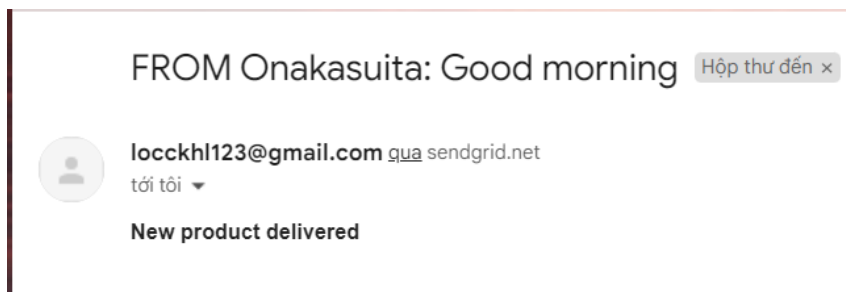 FROM Onakasuita: Good morning Hộp thư đến ×
locckhl123@gmail.com qua sendgrid.net
tới tôi
New product delivered